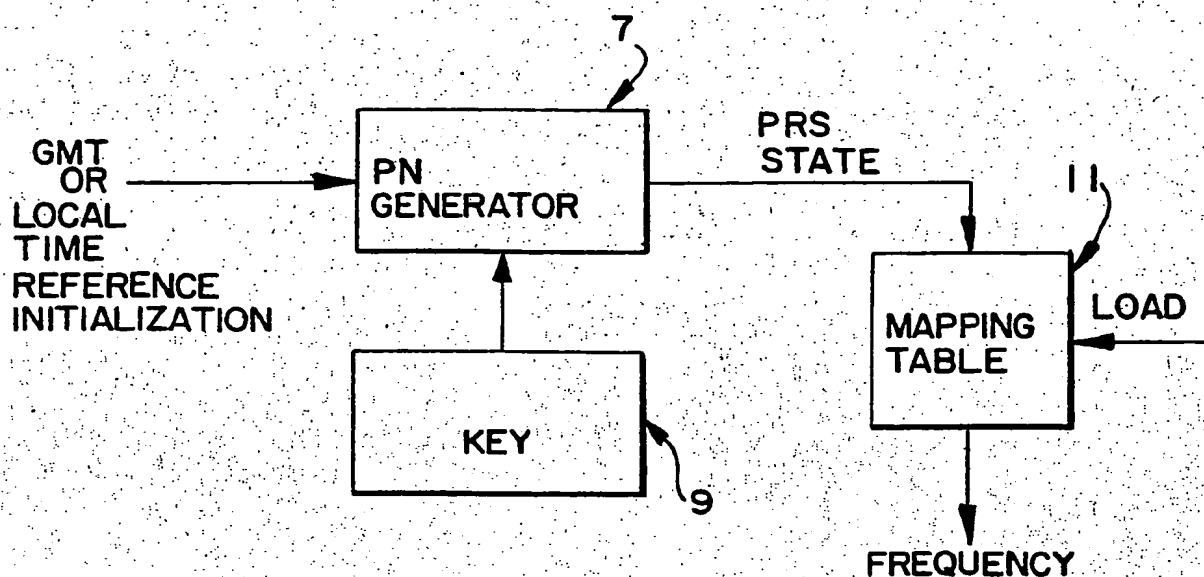 7
GMT
OR
LOCAL
TIME
REFERENCE
INITIALIZATION
PN
GENERATOR
PRS
STATE
11
MAPPING
TABLE
LOAD
KEY
9
FREQUENCY